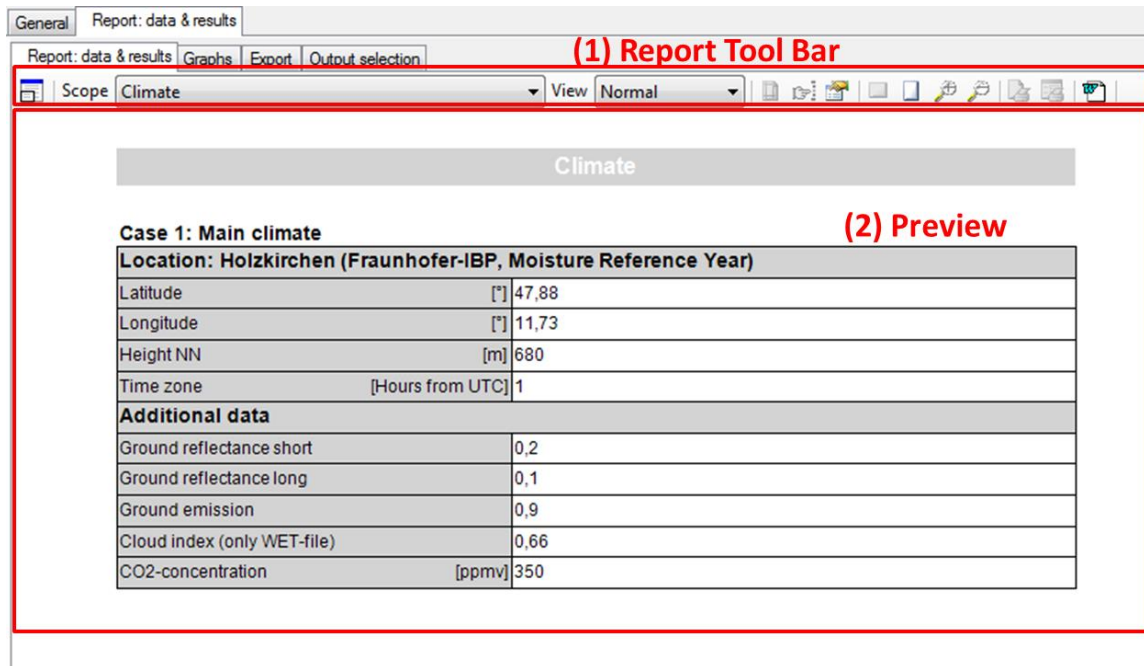 General Report: data & results
Report: data & results Graphs Export Output selection
(1) Report Tool Bar
Scope Climate View Normal
Climate
(2) Preview
Case 1: Main climate
Location: Holzkirchen (Fraunhofer-IBP, Moisture Reference Year)
Latitude [°] 47,88
Longitude [°] 11,73
Height NN [m] 680
Time zone [Hours from UTC] 1
Additional data
Ground reflectance short 0,2
Ground reflectance long 0,1
Ground emission 0,9
Cloud index (only WET-file) 0,66
CO2-concentration [ppmv] 350